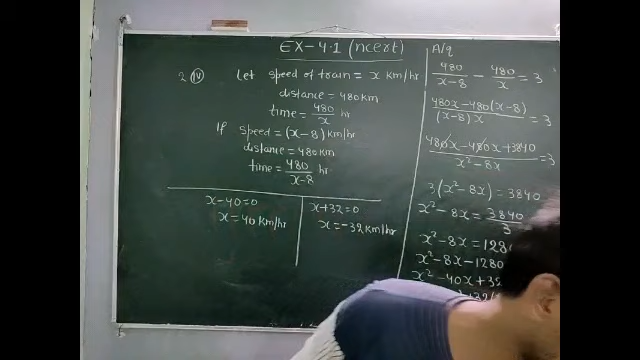 EX-4.1 (ncert)
2 (iv) Let speed of train = x km/hr
distance = 480 km
time = 480/x hr
If speed = (x-8) km/hr
distance = 480 km
time = 480/x-8 hr
x-40=0
x = 40 km/hr
x+32=0
x = -32 km/hr
A/q
480/x-8 - 480/x = 3
480x-480(x-8)/(x-8)x = 3
480x-480x+3840/x²-8x = 3
3(x²-8x) = 3840
x²-8x = 3840/3
x²-8x = 128
x²-8x-1280
x²-40x+32